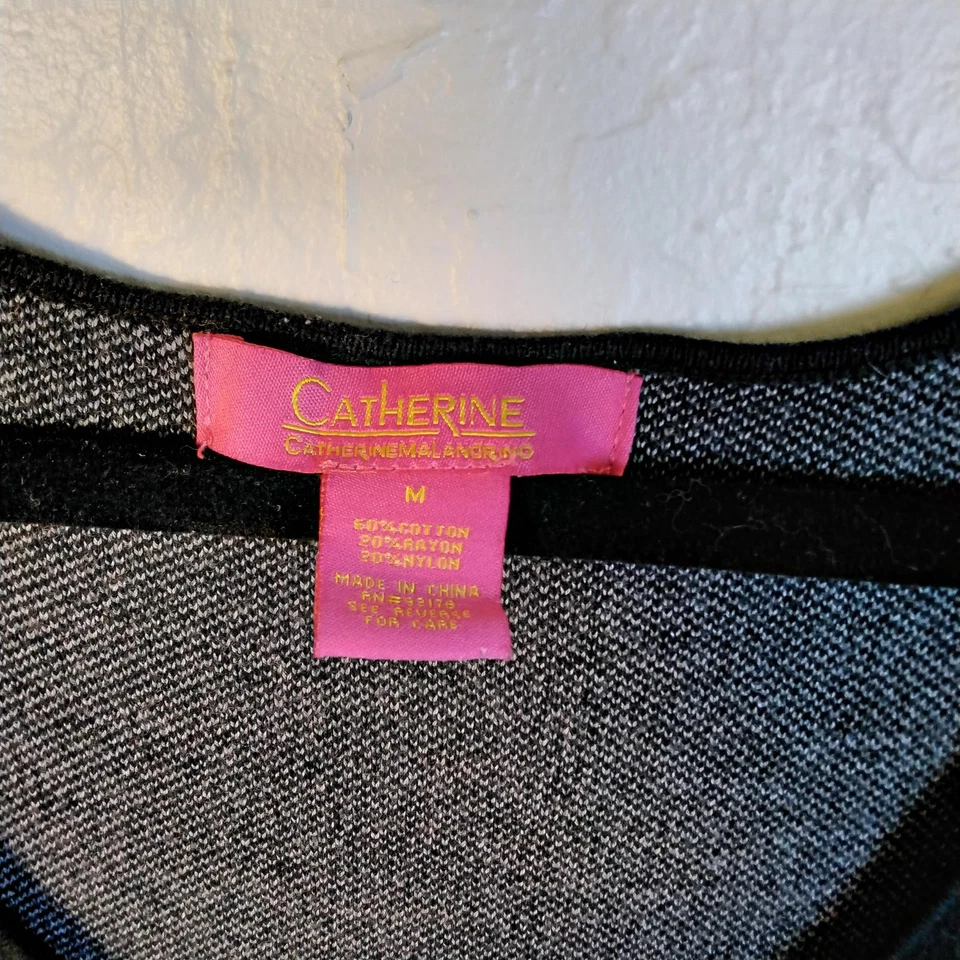 CATHERINE
CATHERINEMALANDRINO
M
60%COTTON
20%RAYON
20%NYLON
MADE IN CHINA
SEE REVERSE
FOR CARE